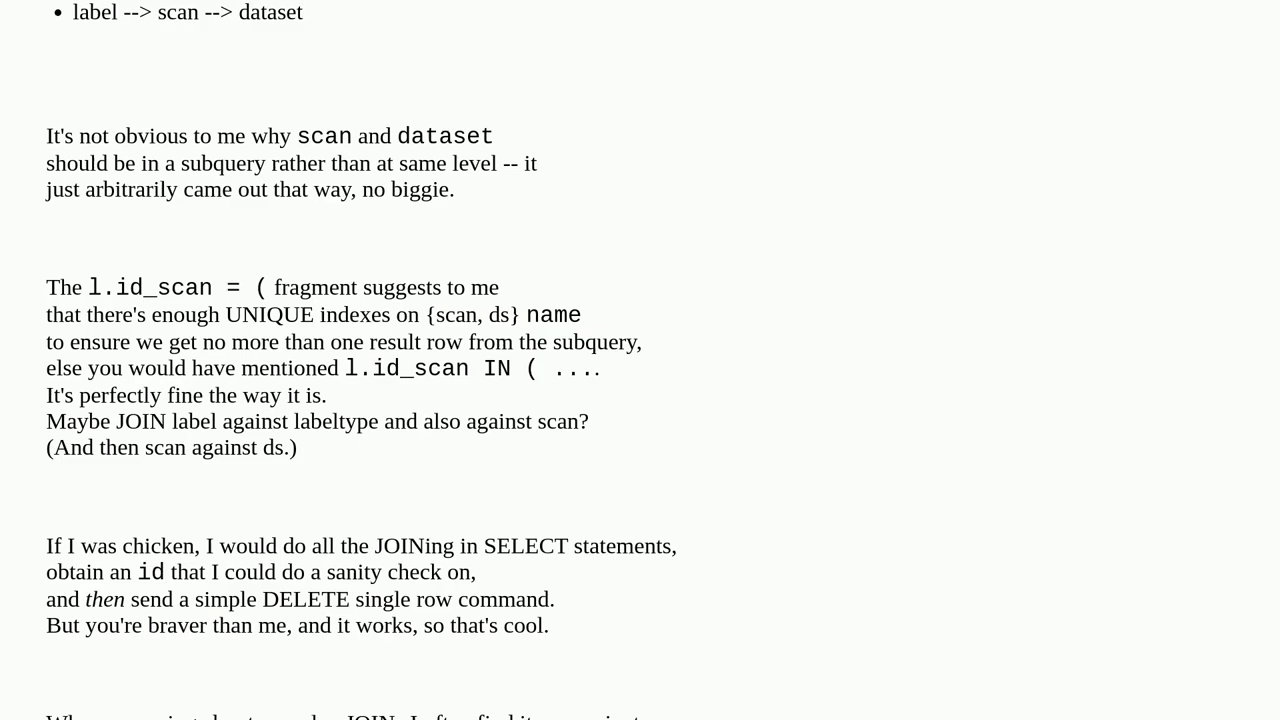 • label --> scan --> dataset
It's not obvious to me why scan and dataset
should be in a subquery rather than at same level -- it
just arbitrarily came out that way, no biggie.
The l.id_scan = ( fragment suggests to me
that there's enough UNIQUE indexes on {scan, ds} name
to ensure we get no more than one result row from the subquery,
else you would have mentioned l.id_scan IN ( ....
It's perfectly fine the way it is.
Maybe JOIN label against labeltype and also against scan?
(And then scan against ds.)
If I was chicken, I would do all the JOINing in SELECT statements,
obtain an id that I could do a sanity check on,
and then send a simple DELETE single row command.
But you're braver than me, and it works, so that's cool.